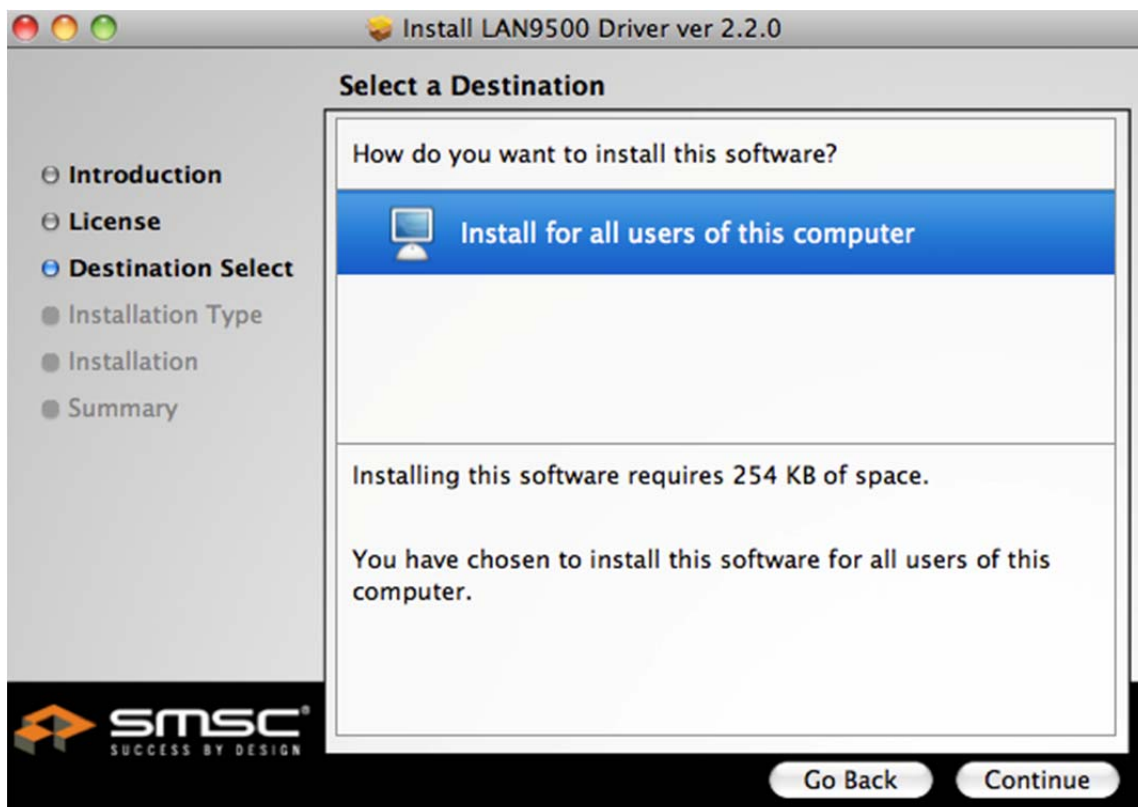 Install LAN9500 Driver ver 2.2.0
Select a Destination
Introduction
License
Destination Select
Installation Type
Installation
Summary
How do you want to install this software?
Install for all users of this computer
Installing this software requires 254 KB of space.
You have chosen to install this software for all users of this
computer.
smsc®
SUCCESS BY DESIGN
Go Back
Continue